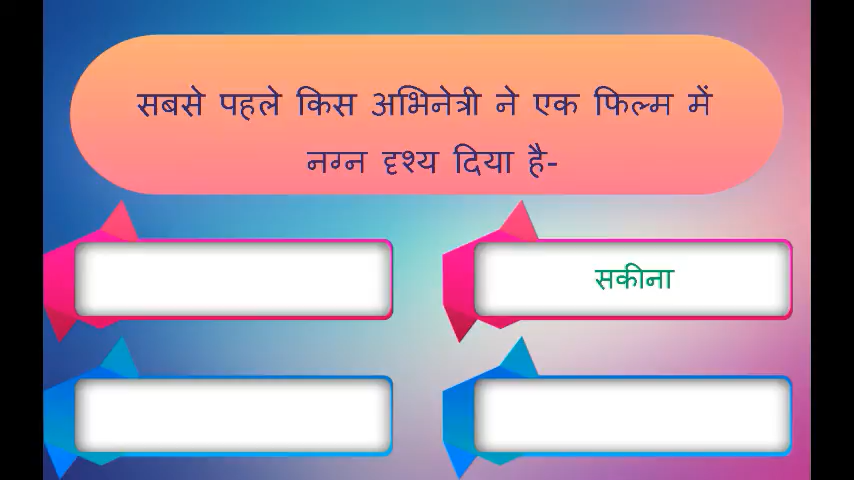 सबसे पहले किस अभिनेत्री ने एक फिल्म में
नग्न दृश्य दिया है-
सकीना